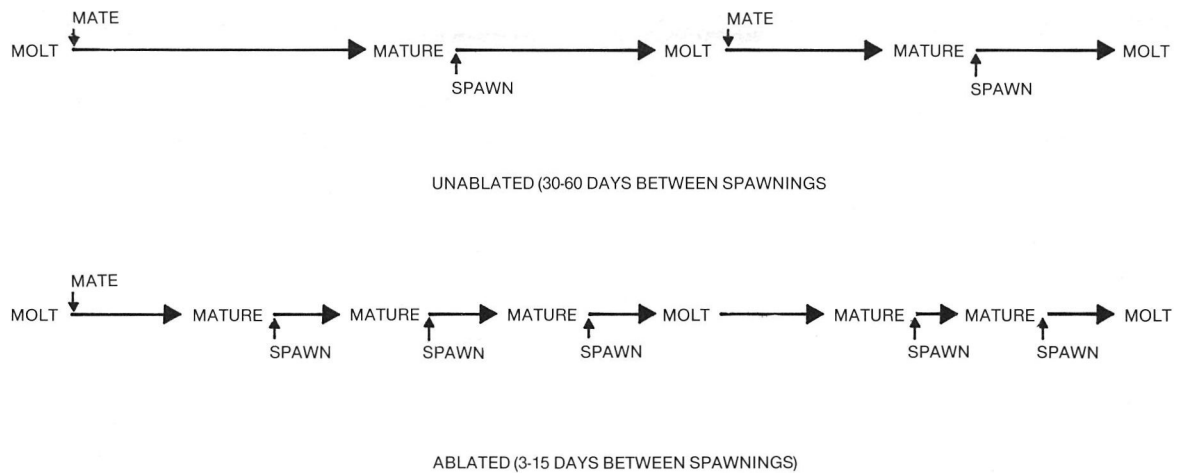 MATE MATE
MOLT MATURE MOLT MATURE MOLT
SPAWN SPAWN
UNABLATED (30-60 DAYS BETWEEN SPAWNINGS
MATE
MOLT MATURE MATURE MATURE MOLT MATURE MATURE MOLT
SPAWN SPAWN SPAWN SPAWN SPAWN
ABLATED (3-15 DAYS BETWEEN SPAWNINGS)